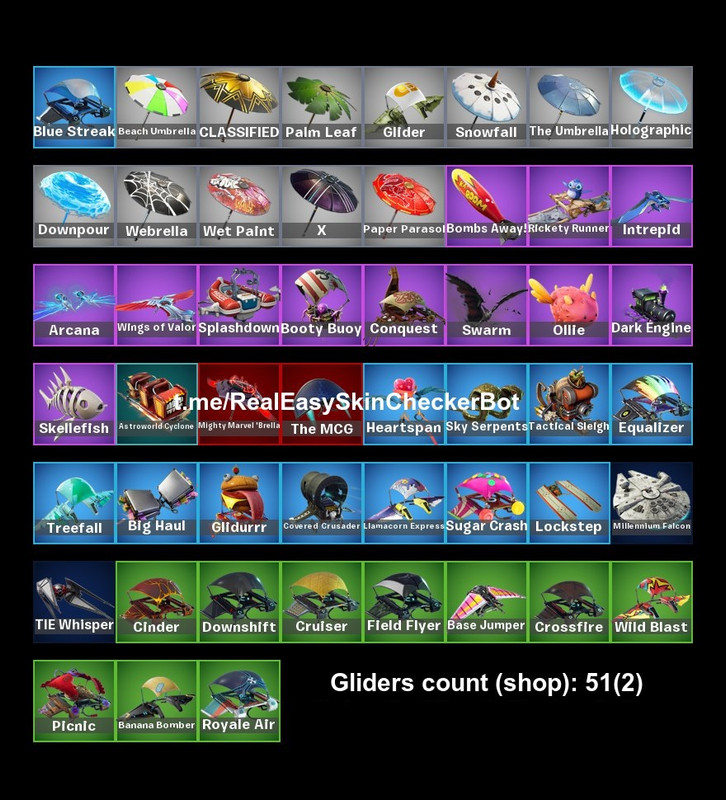 Blue Streak Beach Umbrella CLASSIFIED Palm Leaf Glider Snowfall The Umbrella Holographic
Downpour Webrella Wet Paint X Paper Parasol Bombs Away! Rickety Runner Intrepid
Arcana Wings of Valor Splashdown Booty Buoy Conquest Swarm Ollie Dark Engine
t.me/RealEasySkinCheckerBot
Skellefish Astroworld Cyclone Mighty Marvel 'Brella The MCG Heartspan Sky Serpents Tactical Sleigh Equalizer
Treefall Big Haul Glidurrr Covered Crusader Llamacorn Express Sugar Crash Lockstep Millennium Falcon
TIE Whisper Cinder Downshift Cruiser Field Flyer Base Jumper Crossfire Wild Blast
Picnic Banana Bomber Royale Air
Gliders count (shop): 51(2)